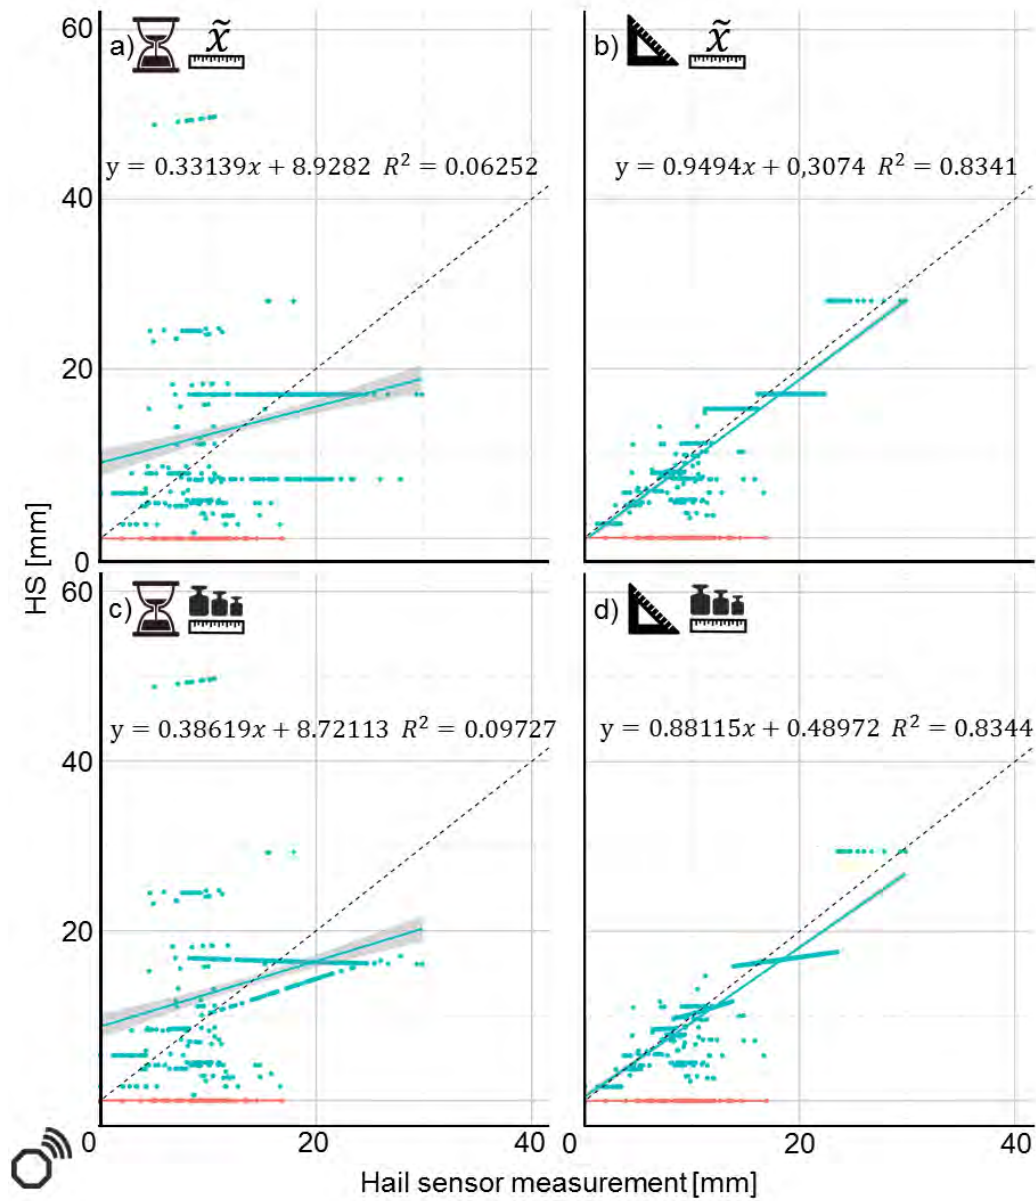 60
a) x̃
b) x̃
y = 0.33139x + 8.9282 R² = 0.06252
y = 0.9494x + 0,3074 R² = 0.8341
40
20
0
HS [mm]
60
c)
d)
y = 0.38619x + 8.72113 R² = 0.09727
y = 0.88115x + 0.48972 R² = 0.8344
40
20
0
0 20 40 0 20 40
Hail sensor measurement [mm]